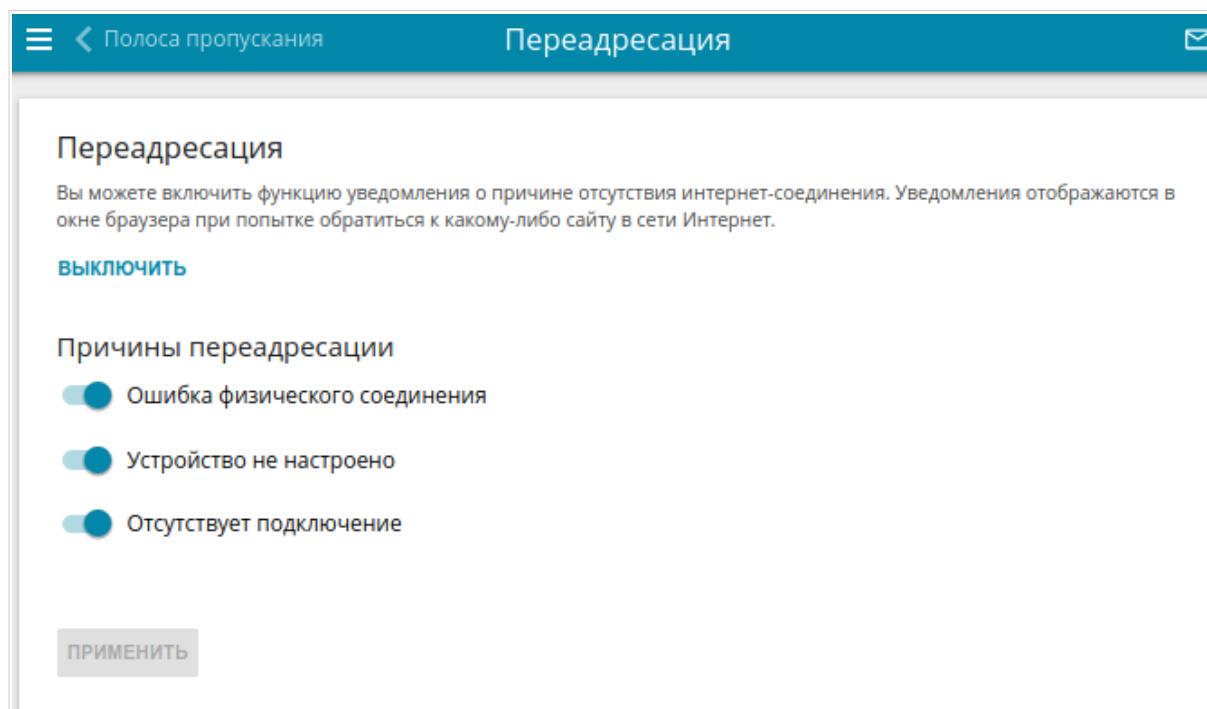 Полоса пропускания
Переадресация
Переадресация
Вы можете включить функцию уведомления о причине отсутствия интернет-соединения. Уведомления отображаются в
окне браузера при попытке обратиться к какому-либо сайту в сети Интернет.
ВЫКЛЮЧИТЬ
Причины переадресации
Ошибка физического соединения
Устройство не настроено
Отсутствует подключение
ПРИМЕНИТЬ